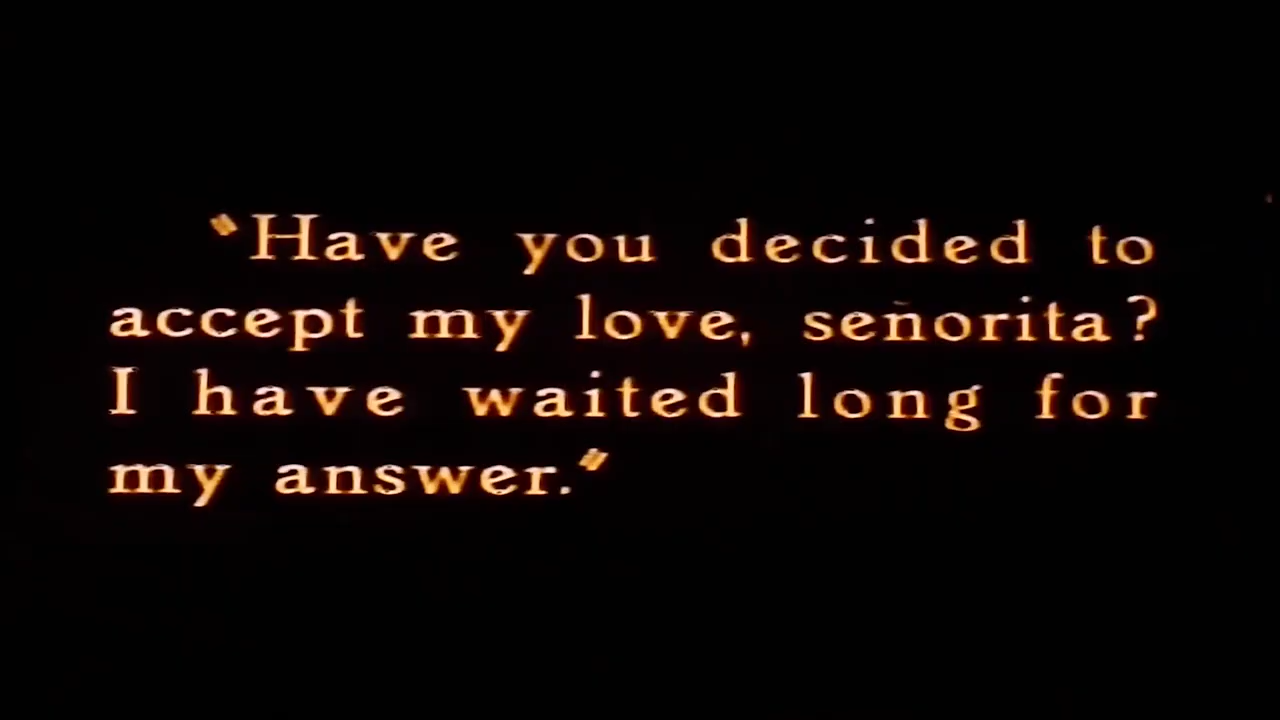 "Have you decided to
accept my love, señorita?
I have waited long for
my answer."